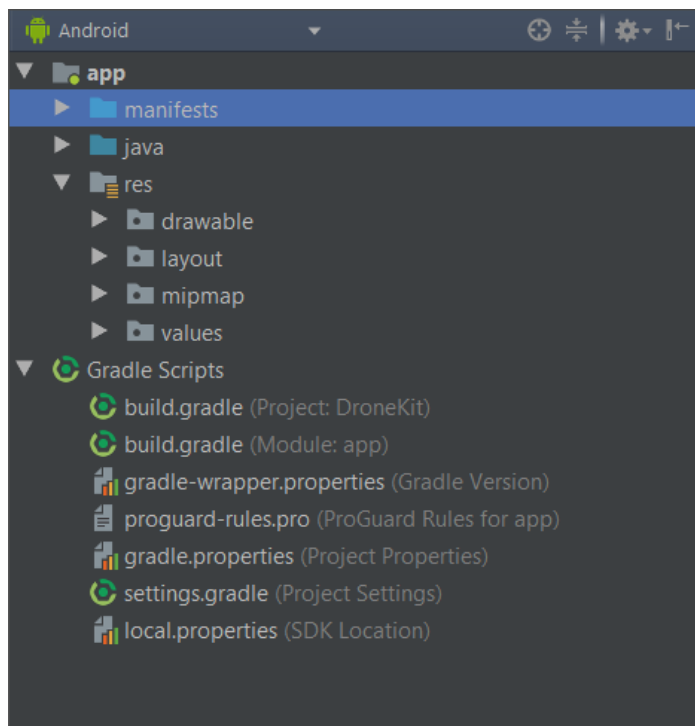 Android
app
manifests
java
res
drawable
layout
mipmap
values
Gradle Scripts
build.gradle (Project: DroneKit)
build.gradle (Module: app)
gradle-wrapper.properties (Gradle Version)
proguard-rules.pro (ProGuard Rules for app)
gradle.properties (Project Properties)
settings.gradle (Project Settings)
local.properties (SDK Location)